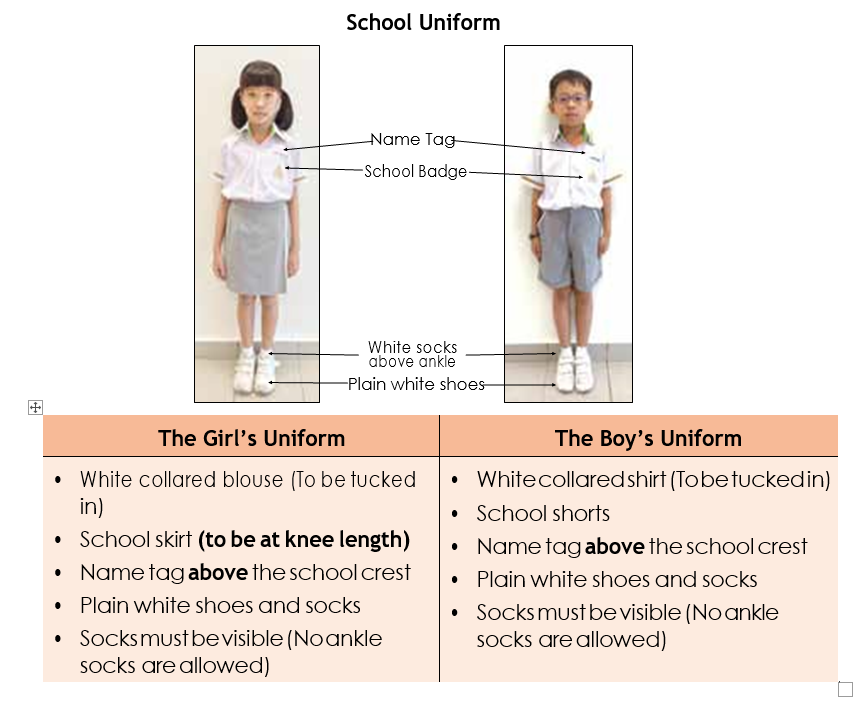 School Uniform
Name Tag
School Badge
White socks
above ankle
Plain white shoes
The Girl’s Uniform
• White collared blouse (To be tucked
in)
• School skirt (to be at knee length)
• Name tag above the school crest
• Plain white shoes and socks
• Socks must be visible (No ankle
socks are allowed)
The Boy’s Uniform
• White collared shirt (To be tucked in)
• School shorts
• Name tag above the school crest
• Plain white shoes and socks
• Socks must be visible (No ankle
socks are allowed)